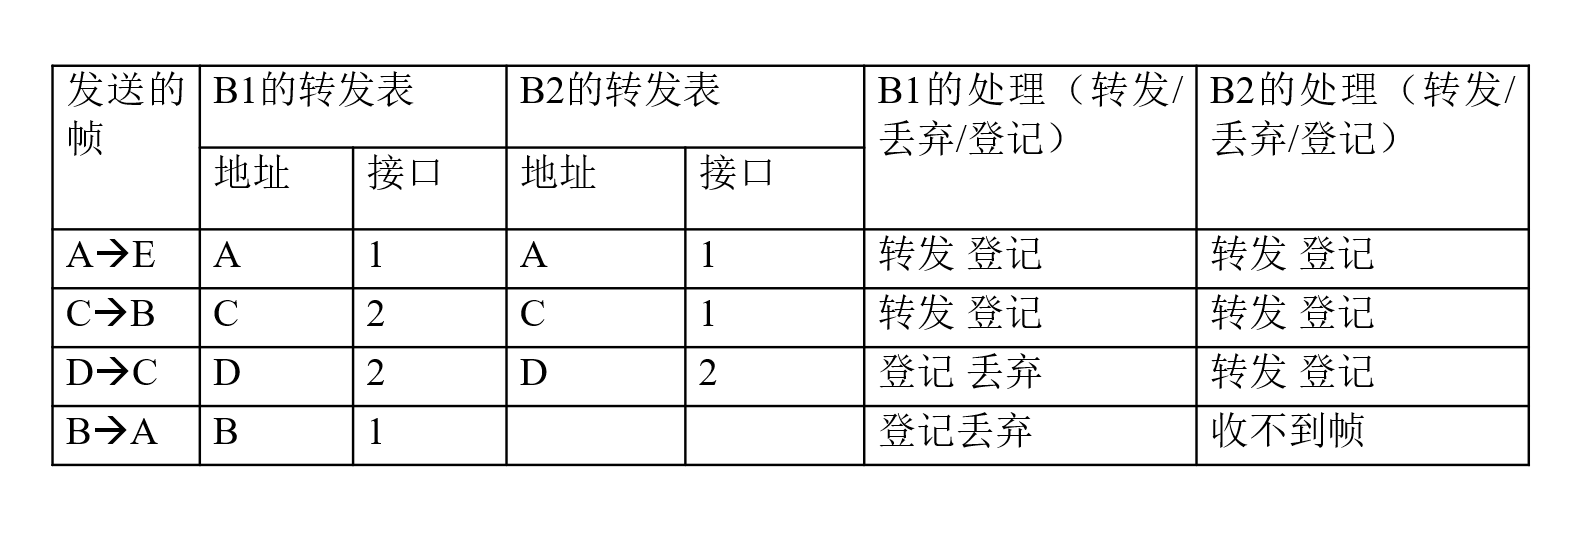 发送的帧 B1的转发表 B2的转发表 B1的处理（转发/丢弃/登记） B2的处理（转发/丢弃/登记）
地址 接口 地址 接口
A→E A 1 A 1 转发 登记 转发 登记
C→B C 2 C 1 转发 登记 转发 登记
D→C D 2 D 2 登记 丢弃 转发 登记
B→A B 1 登记丢弃 收不到帧